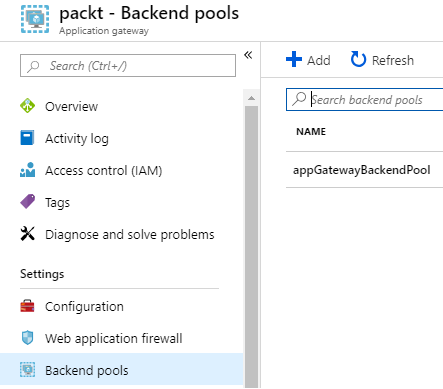 packt - Backend pools
Application gateway
Search (Ctrl+/)
«
Overview
Activity log
Access control (IAM)
Tags
Diagnose and solve problems
Settings
Configuration
Web application firewall
Backend pools
Add Refresh
Search backend pools
NAME
appGatewayBackendPool